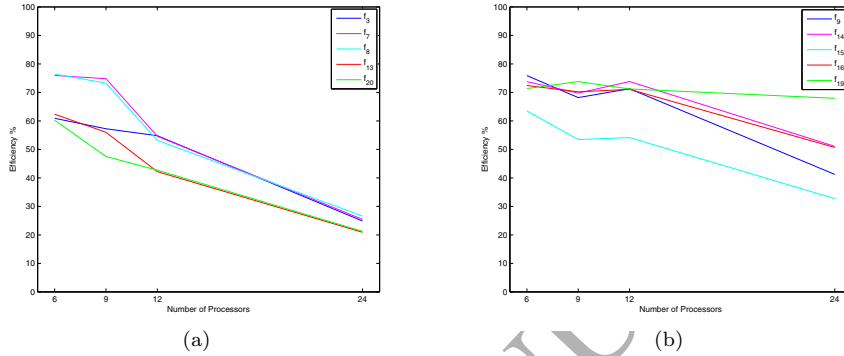 100
90
80
70
60
50
40
30
20
10
0
Efficiency %
6 9 12 24
Number of Processors
f3
f7
f8
f13
f20
(a)
100
90
80
70
60
50
40
30
20
10
0
Efficiency %
6 9 12 24
Number of Processors
f9
f14
f15
f16
f19
(b)